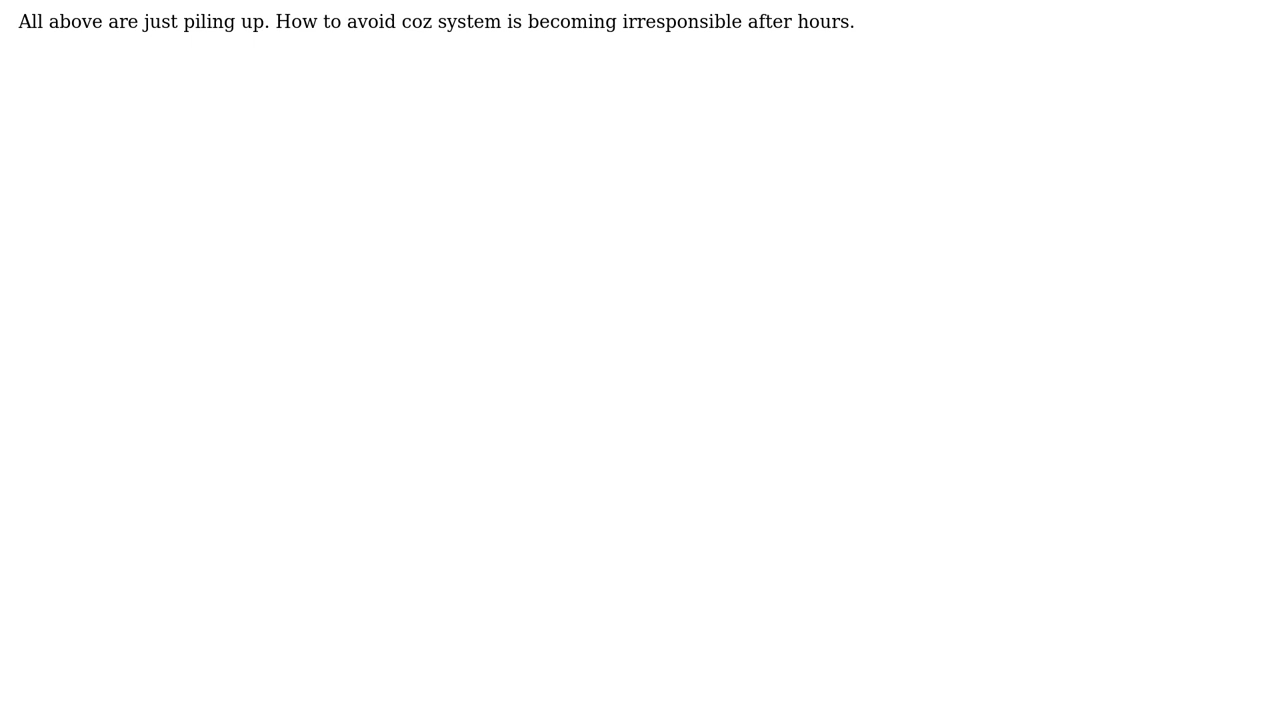 All above are just piling up. How to avoid coz system is becoming irresponsible after hours.